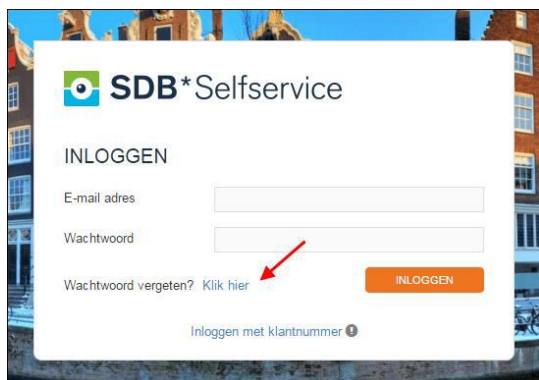 SDB*Selfservice
INLOGGEN
E-mail adres
Wachtwoord
Wachtwoord vergeten? Klik hier
INLOGGEN
Inloggen met klantnummer